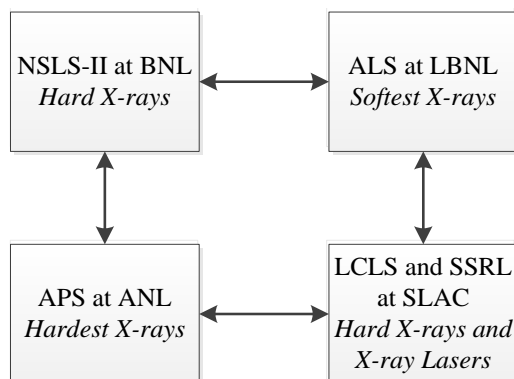 NSLS-II at BNL
Hard X-rays
ALS at LBNL
Softest X-rays
APS at ANL
Hardest X-rays
LCLS and SSRL
at SLAC
Hard X-rays and
X-ray Lasers